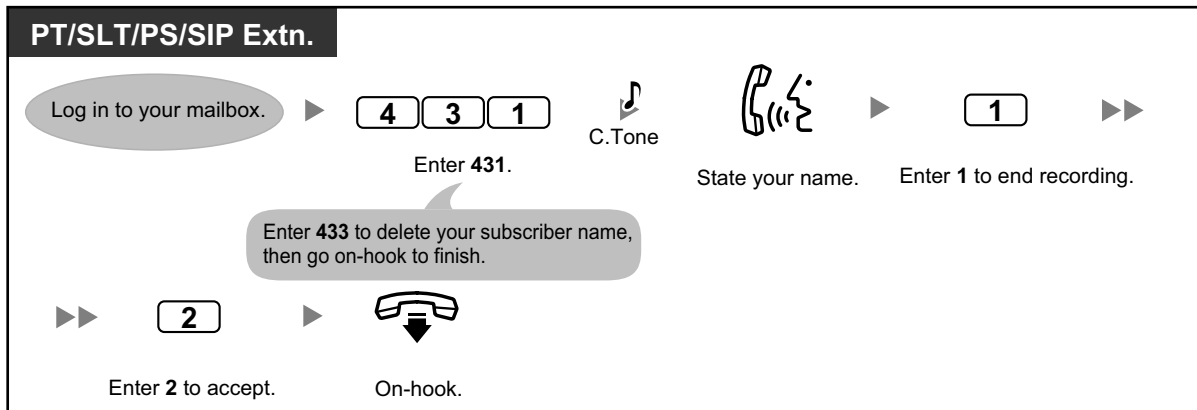 PT/SLT/PS/SIP Extn.
Log in to your mailbox.
4 3 1
C.Tone
1
Enter 431.
State your name.
Enter 1 to end recording.
Enter 433 to delete your subscriber name,
then go on-hook to finish.
2
Enter 2 to accept.
On-hook.